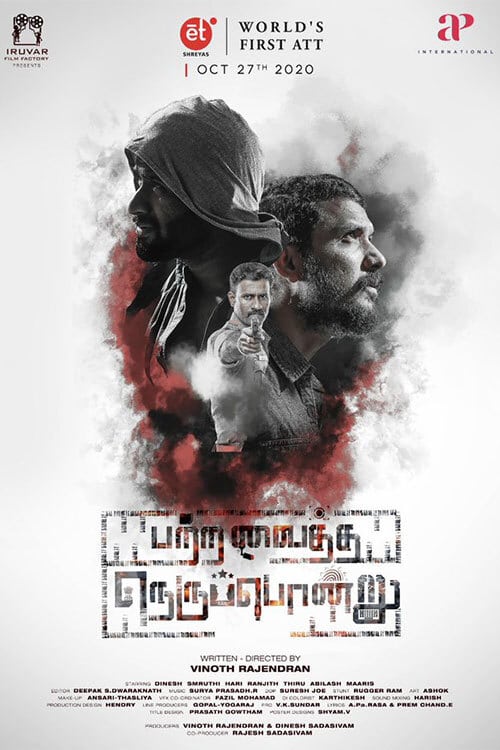 IRUVAR
FILM FACTORY
PRESENTS
ēt
SHREYAS
WORLD'S
FIRST ATT
OCT 27TH 2020
ap
INTERNATIONAL
பற்ற வைத்த
நெருப்பொன்று
WRITTEN - DIRECTED BY
VINOTH RAJENDRAN
STARRING DINESH SMRUTHI HARI RANJITH THIRU ABILASH MAARIS
EDITOR DEEPAK S.DWARAKNATH MUSIC SURYA PRASADH.R DOP SURESH JOE STUNT RUGGER RAM ART ASHOK
MAKE-UP ANSARI-THASLIYA VFX CO-ORDINATOR FAZIL MOHAMAD DI COLORIST KARTHIKESH SOUND MIXING HARISH
PRODUCTION DESIGN HENDRY LINE PRODUCERS GOPAL-YOGARAJ PRO V.K.SUNDAR LYRICS A.Pa.RASA & PREM CHAND.E
TITLE DESIGN PRASATH GOWTHAM POSTER DESIGNS SHYAM.V
PRODUCERS VINOTH RAJENDRAN & DINESH SADASIVAM
CO-PRODUCER RAJESH SADASIVAM